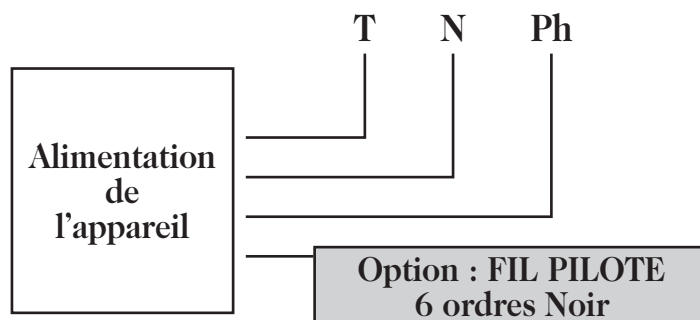 T N Ph
Alimentation
de
l'appareil
Option : FIL PILOTE
6 ordres Noir